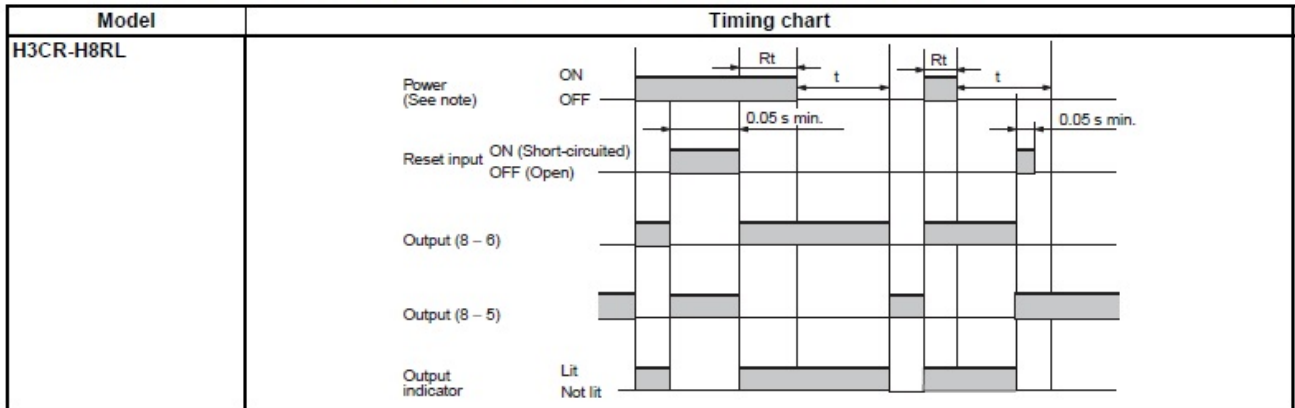 Model
Timing chart
H3CR-H8RL
Rt
t
Rt
t
Power
(See note)
ON
OFF
0.05 s min.
0.05 s min.
Reset input
ON (Short-circuited)
OFF (Open)
Output (8 – 6)
Output (8 – 5)
Output
indicator
Lit
Not lit